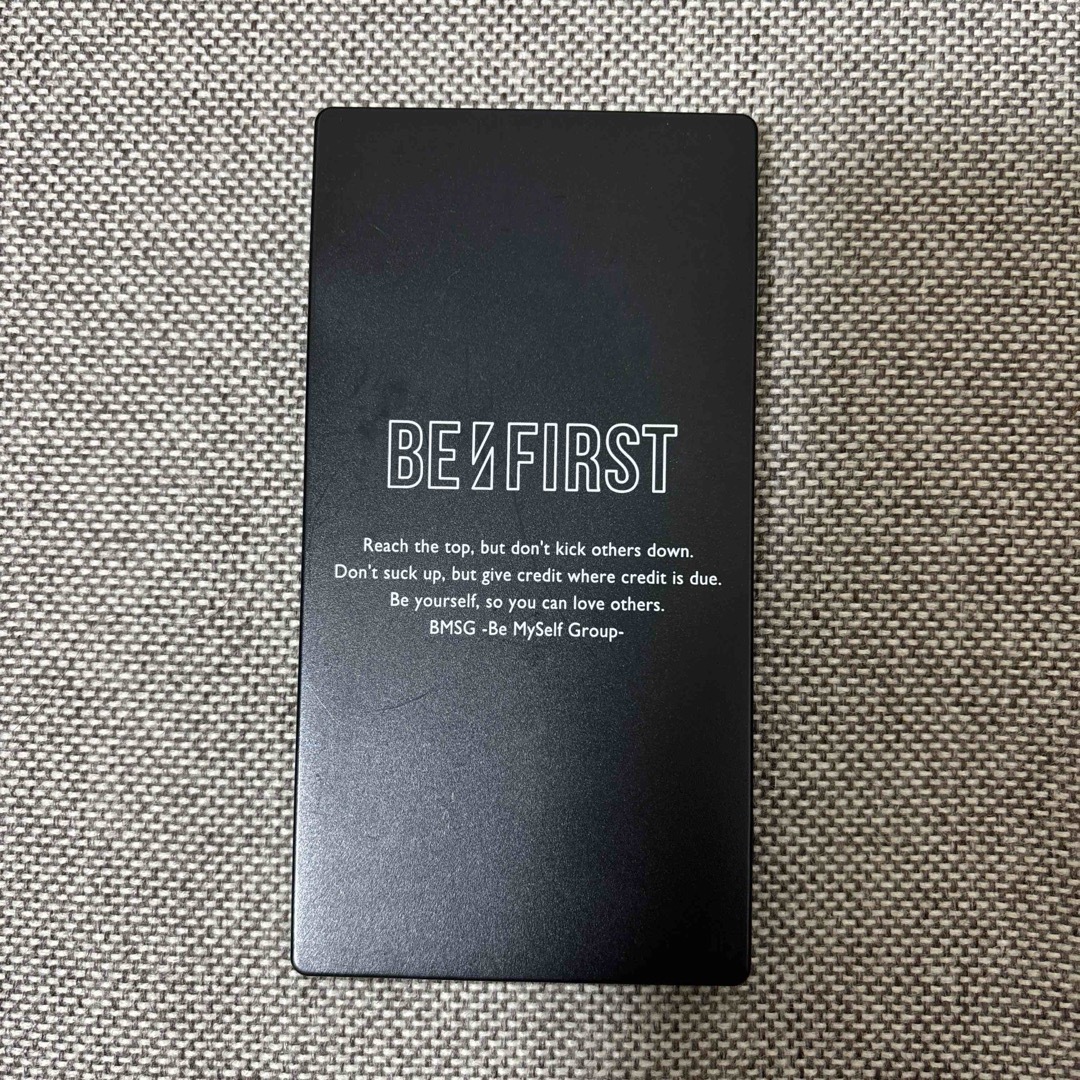 BE:FIRST
Reach the top, but don't kick others down.
Don't suck up, but give credit where credit is due.
Be yourself, so you can love others.
BMSG -Be MySelf Group-